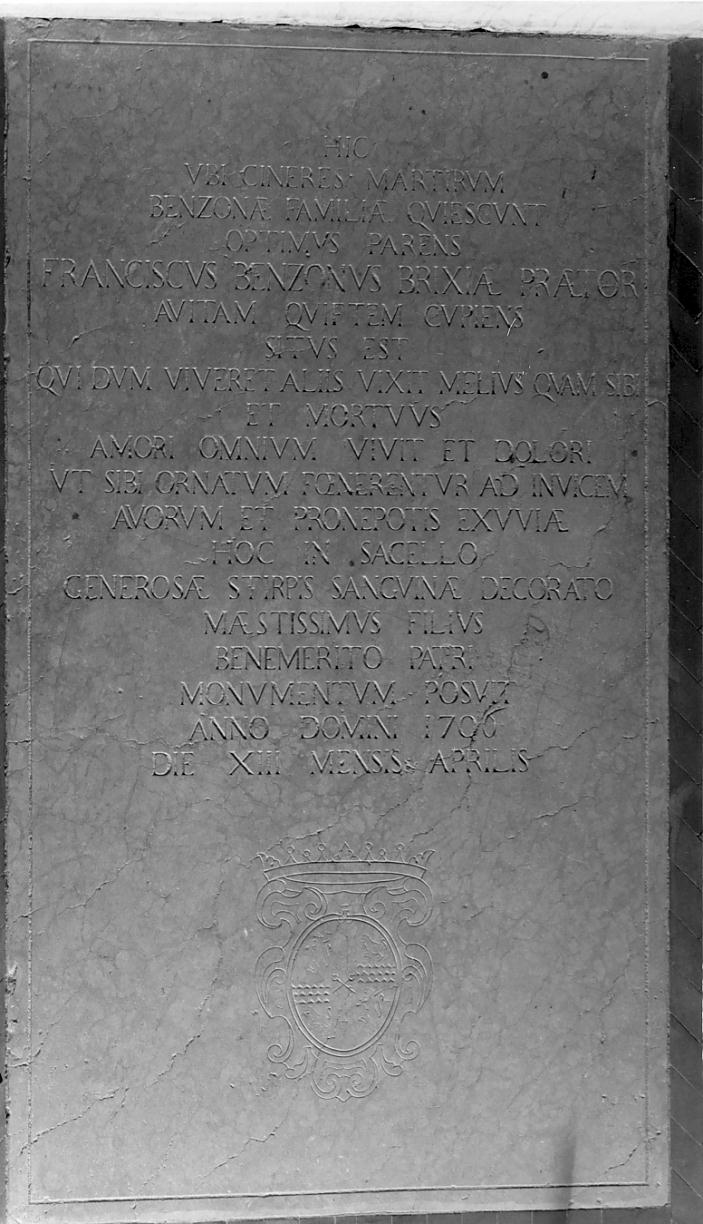 HIC
VBI CINERES MARTIRVM
BENZONÆ FAMILIÆ QVIESCVNT
OPTIMVS PARENS
FRANCISCVS BENZONVS BRIXIÆ PRÆTOR
AVITAM QVIETEM CVPIENS
SITVS EST
QVI DVM VIVERET ALIIS VIXIT MELIVS QVAM SIBI
ET MORTVVS
AMORI OMNIVM VIVIT ET DOLORI
VT SIBI ORNATVM FŒNERENTVR AD INVICEM
AVORVM ET PRONEPOTIS EXVVIÆ
HOC IN SACELLO
GENEROSÆ STIRPIS SANGVINÆ DECORATO
MÆSTISSIMVS FILIVS
BENEMERITO PATRI
MONVMENTVM POSVIT
ANNO DOMINI 1706
DIE XIII MENSIS APRILIS